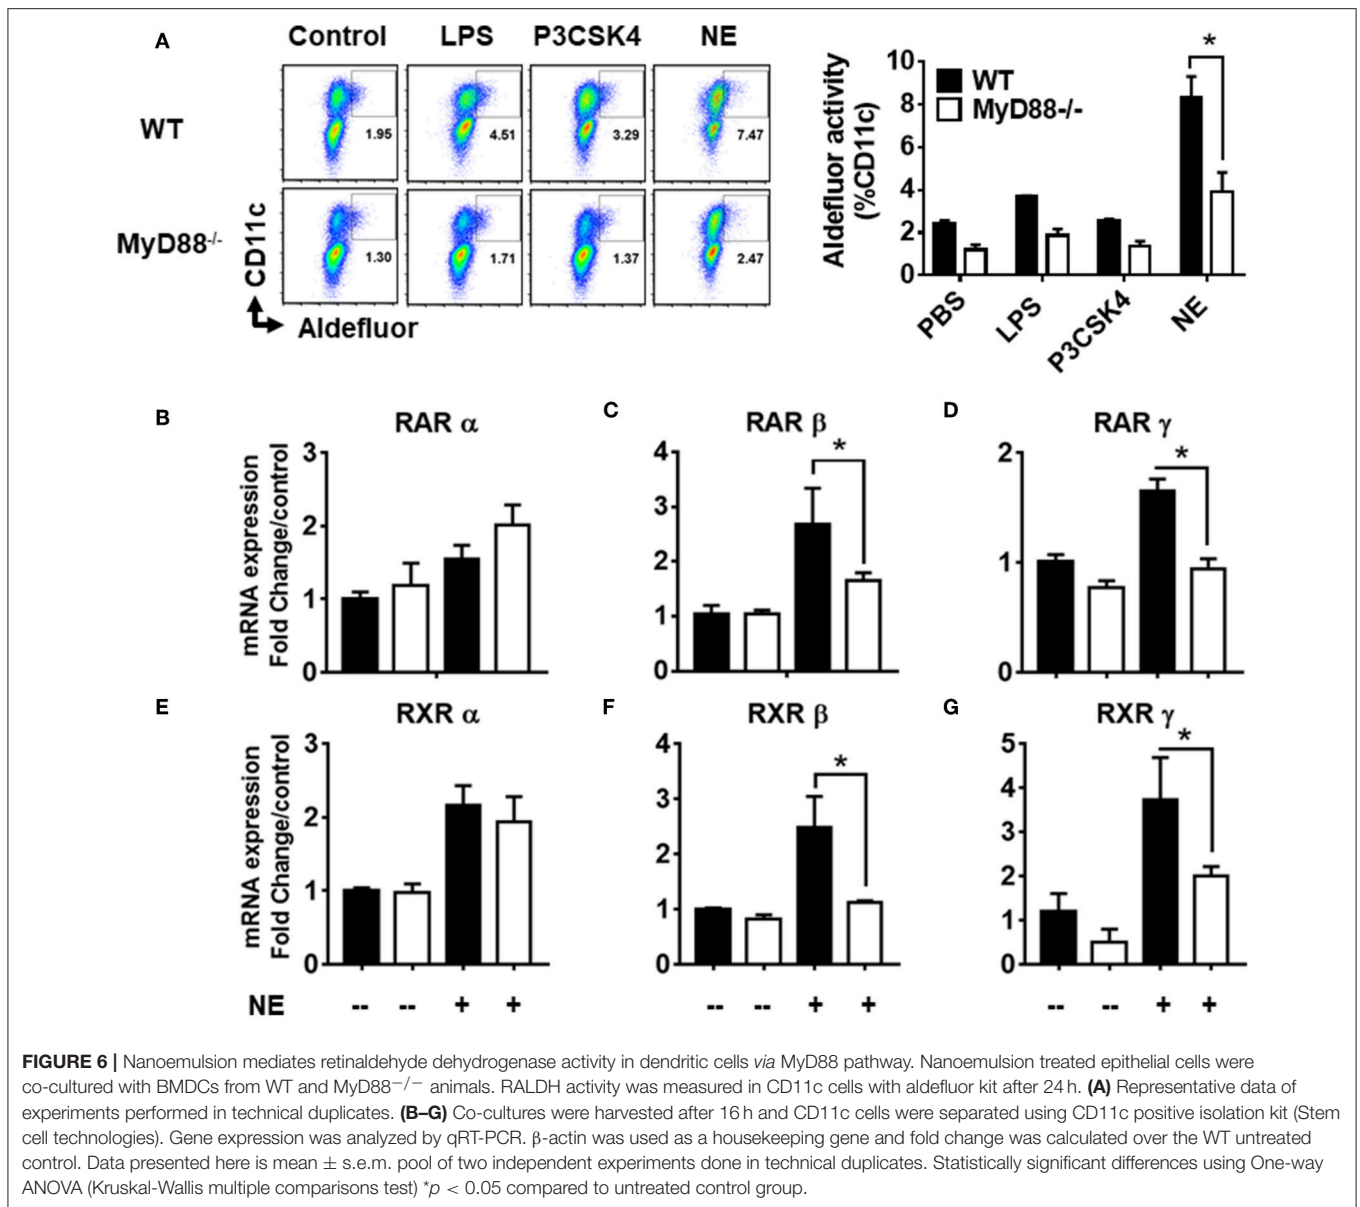 A
Control LPS P3CSK4 NE
WT
1.95 4.51 3.29 7.47
MyD88-/-
1.30 1.71 1.37 2.47
CD11c
Aldefluor
Aldefluor activity
(%CD11c)
10
8
6
4
2
0
WT
MyD88-/-
*
PBS LPS P3CSK4 NE
B
RAR α
mRNA expression
Fold Change/control
3
2
1
0
C
RAR β
4
3
2
1
0
*
D
RAR γ
2
1
0
*
E
RXR α
mRNA expression
Fold Change/control
3
2
1
0
F
RXR β
4
3
2
1
0
*
G
RXR γ
5
4
3
2
1
0
*
NE -- -- + + -- -- + + -- -- + +
FIGURE 6 | Nanoemulsion mediates retinaldehyde dehydrogenase activity in dendritic cells via MyD88 pathway. Nanoemulsion treated epithelial cells were
co-cultured with BMDCs from WT and MyD88−/− animals. RALDH activity was measured in CD11c cells with aldefluor kit after 24 h. (A) Representative data of
experiments performed in technical duplicates. (B–G) Co-cultures were harvested after 16 h and CD11c cells were separated using CD11c positive isolation kit (Stem
cell technologies). Gene expression was analyzed by qRT-PCR. β-actin was used as a housekeeping gene and fold change was calculated over the WT untreated
control. Data presented here is mean ± s.e.m. pool of two independent experiments done in technical duplicates. Statistically significant differences using One-way
ANOVA (Kruskal-Wallis multiple comparisons test) *p < 0.05 compared to untreated control group.